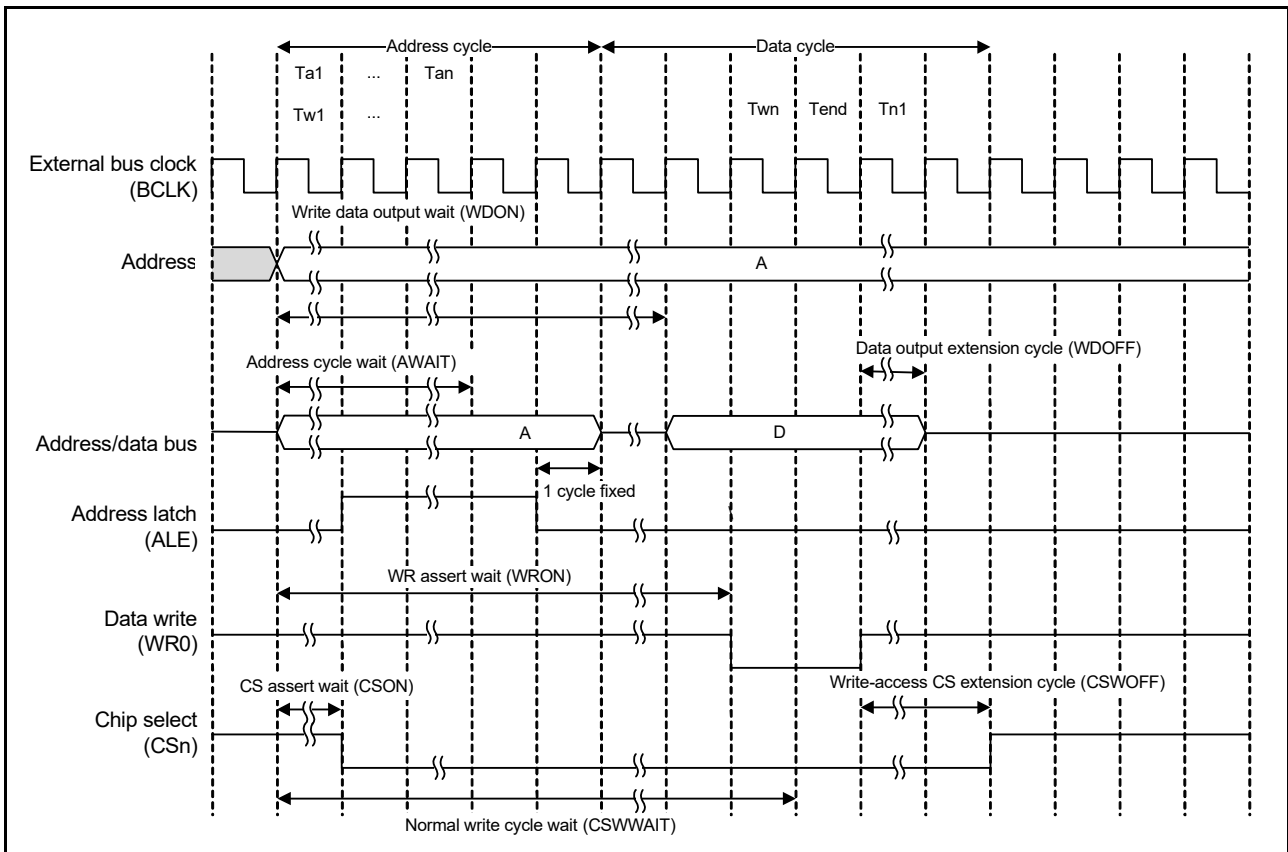 Address cycle
Data cycle
Ta1 ... Tan
Tw1 ... Twn Tend Tn1
External bus clock
(BCLK)
Write data output wait (WDON)
Address
A
Data output extension cycle (WDOFF)
Address cycle wait (AWAIT)
Address/data bus
A
D
1 cycle fixed
Address latch
(ALE)
WR assert wait (WRON)
Data write
(WR0)
CS assert wait (CSON)
Write-access CS extension cycle (CSWOFF)
Chip select
(CSn)
Normal write cycle wait (CSWWAIT)